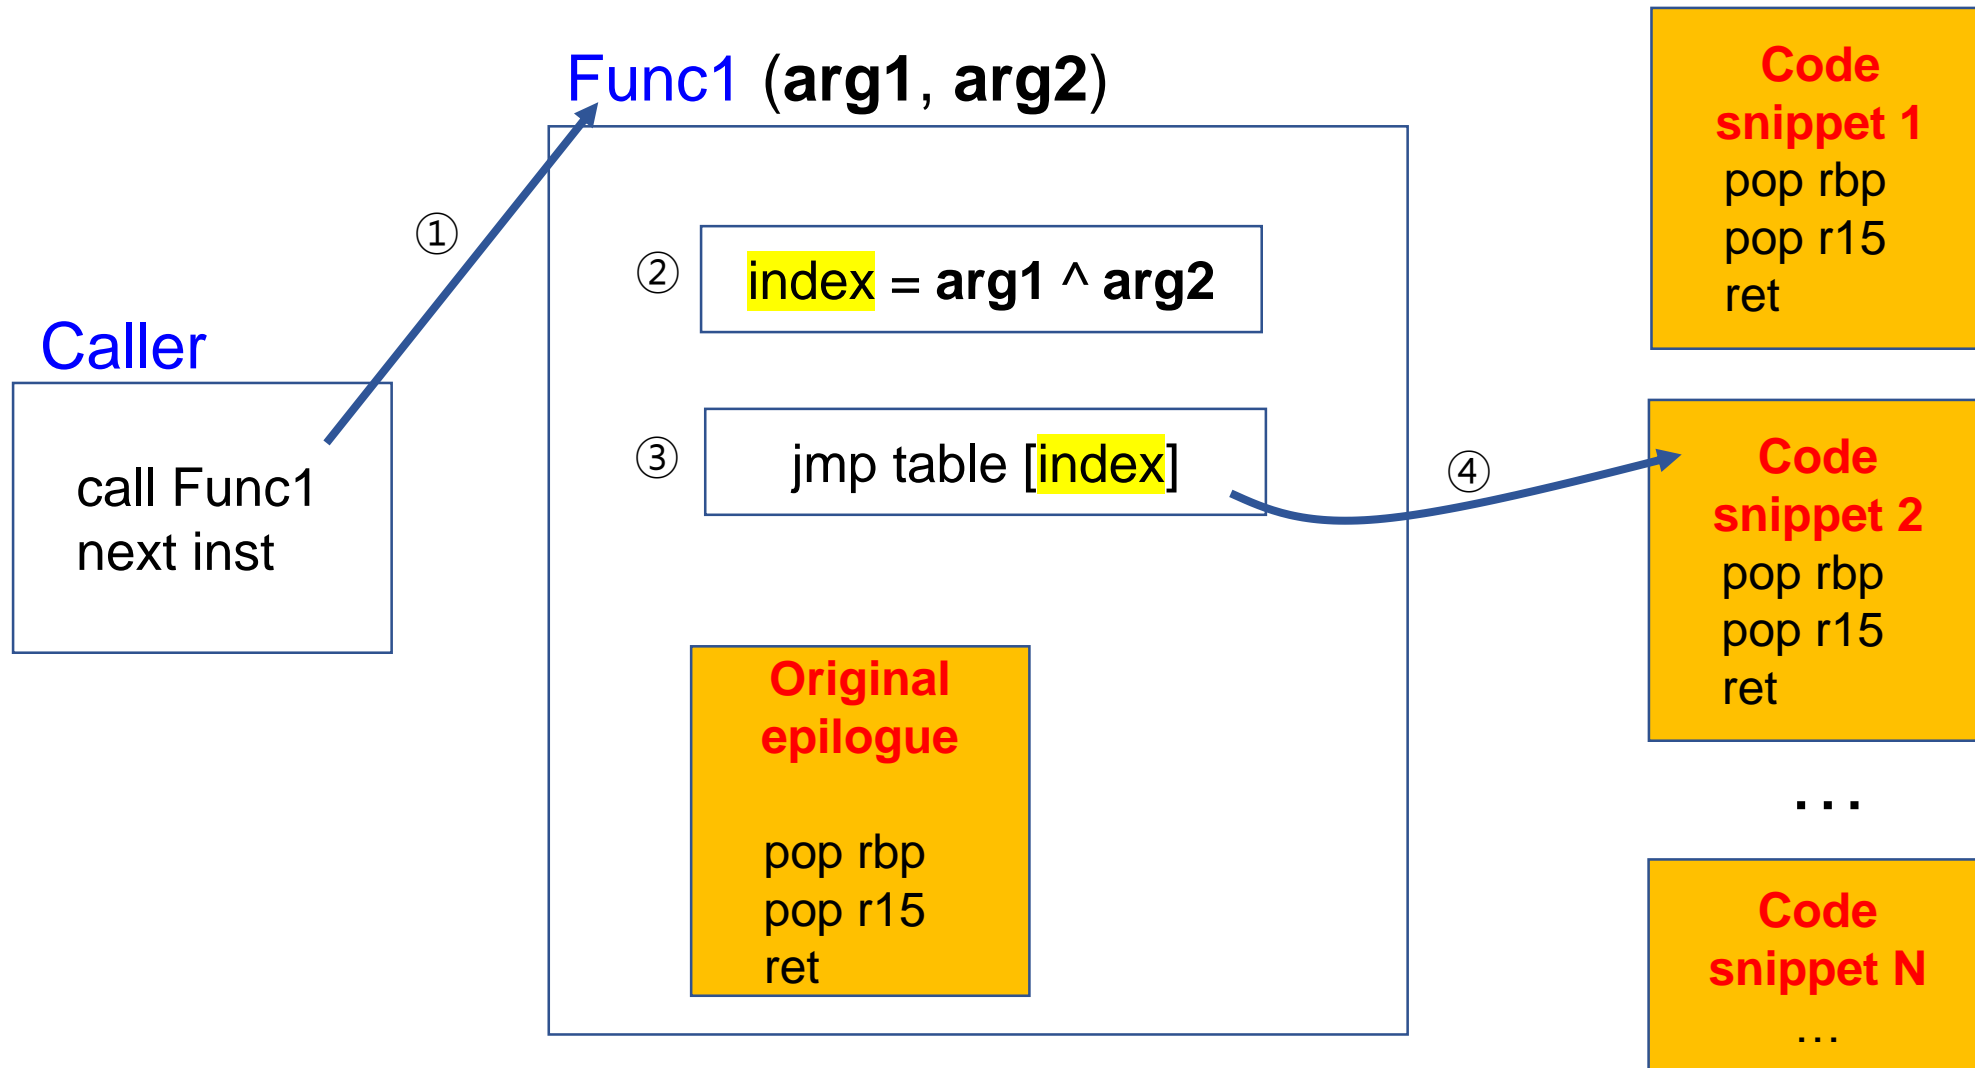 Func1 (arg1, arg2)
①
②
index = arg1 ^ arg2
Caller
call Func1
next inst
③
jmp table [index]
④
Original
epilogue
pop rbp
pop r15
ret
Code
snippet 1
pop rbp
pop r15
ret
Code
snippet 2
pop rbp
pop r15
ret
...
Code
snippet N
...